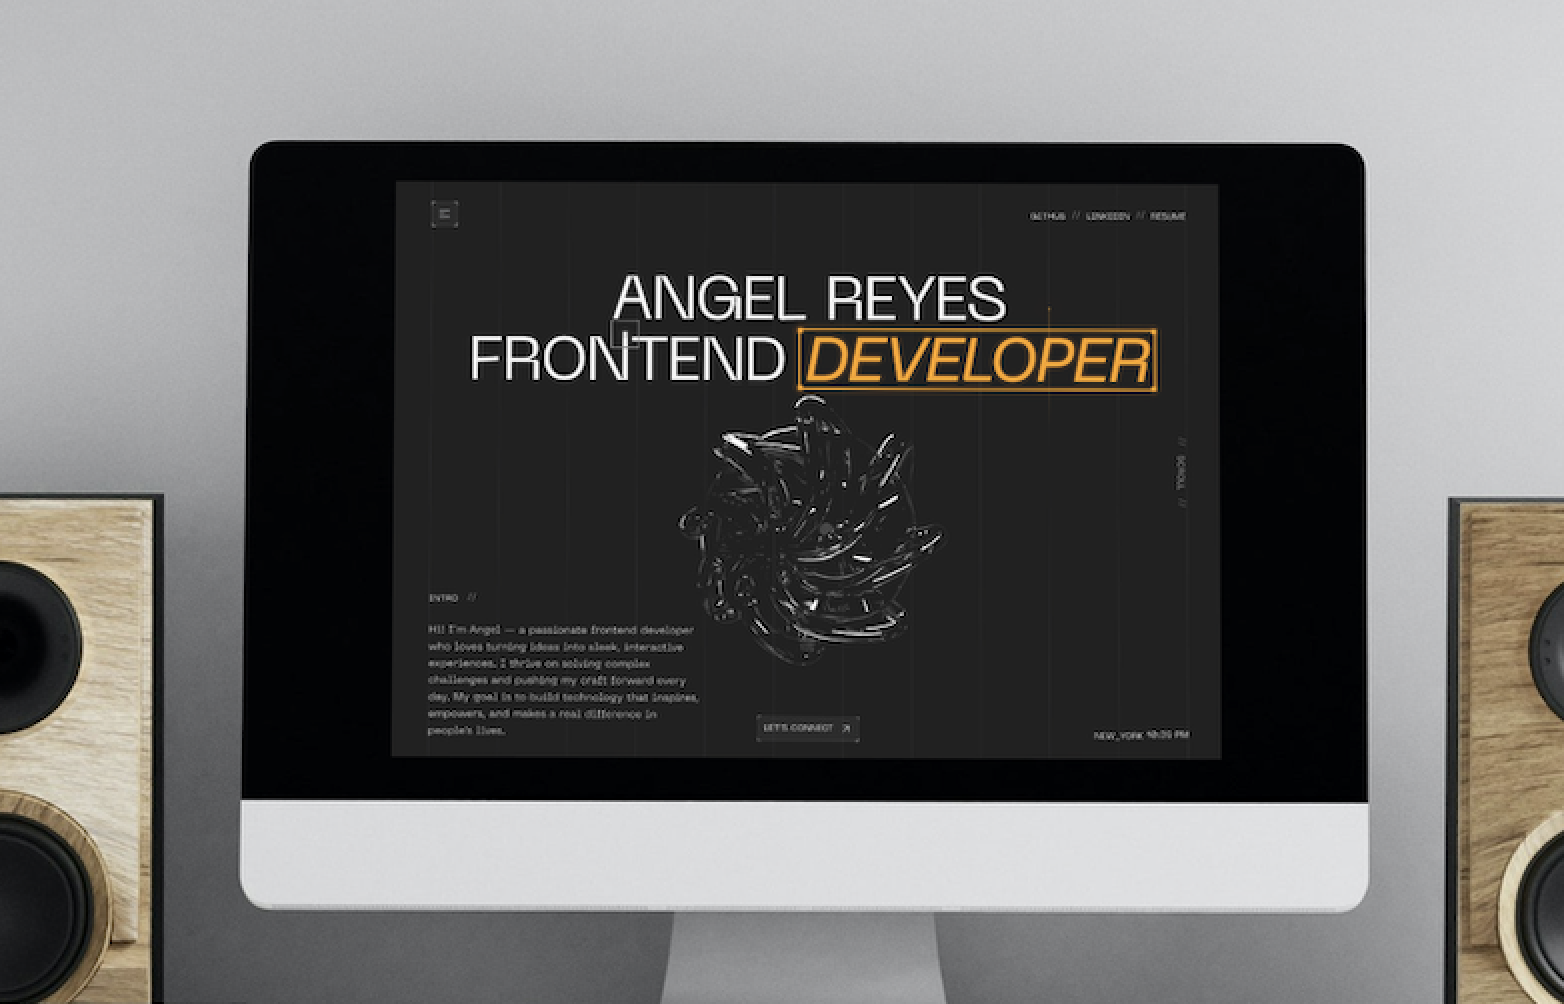 GITHUB // LINKEDIN // RESUME
ANGEL REYES
FRONTEND DEVELOPER
// SCROLL //
INTRO //
Hi! I'm Angel — a passionate frontend developer
who loves turning ideas into sleek, interactive
experiences. I thrive on solving complex
challenges and pushing my craft forward every
day. My goal is to build technology that inspires,
empowers, and makes a real difference in
people's lives.
LET'S CONNECT
NEW_YORK PM